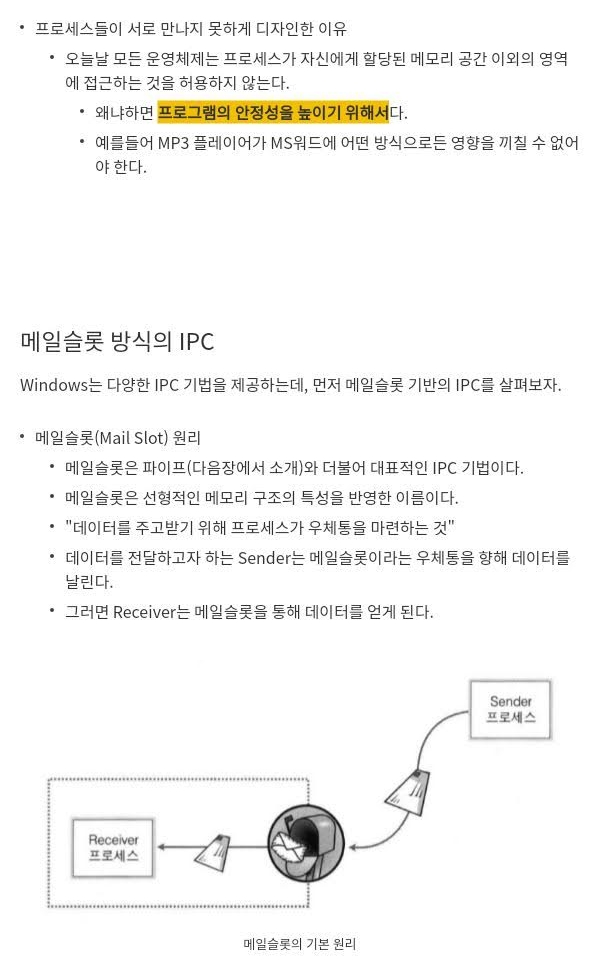 • 프로세스들이 서로 만나지 못하게 디자인한 이유
• 오늘날 모든 운영체제는 프로세스가 자신에게 할당된 메모리 공간 이외의 영역
에 접근하는 것을 허용하지 않는다.
• 왜냐하면 프로그램의 안정성을 높이기 위해서다.
• 예를들어 MP3 플레이어가 MS워드에 어떤 방식으로든 영향을 끼칠 수 없어
야 한다.
메일슬롯 방식의 IPC
Windows는 다양한 IPC 기법을 제공하는데, 먼저 메일슬롯 기반의 IPC를 살펴보자.
• 메일슬롯(Mail Slot) 원리
• 메일슬롯은 파이프(다음장에서 소개)와 더불어 대표적인 IPC 기법이다.
• 메일슬롯은 선형적인 메모리 구조의 특성을 반영한 이름이다.
• "데이터를 주고받기 위해 프로세스가 우체통을 마련하는 것"
• 데이터를 전달하고자 하는 Sender는 메일슬롯이라는 우체통을 향해 데이터를
날린다.
• 그러면 Receiver는 메일슬롯을 통해 데이터를 얻게 된다.
Sender
프로세스
Receiver
프로세스
메일슬롯의 기본 원리